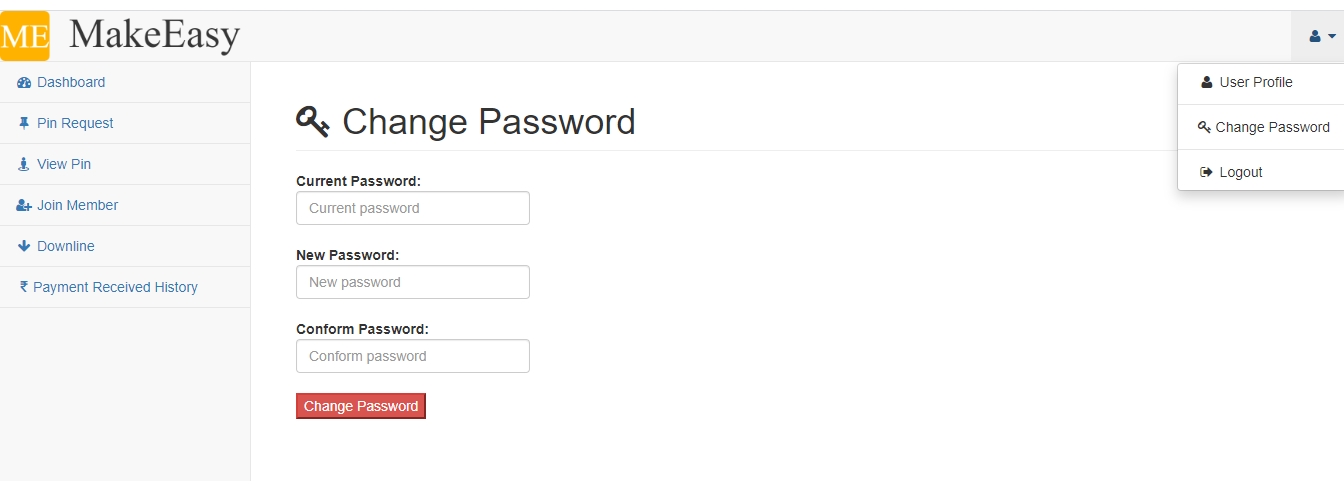 ME MakeEasy
Dashboard
Pin Request
View Pin
Join Member
Downline
₹ Payment Received History
Change Password
Current Password:
Current password
New Password:
New password
Conform Password:
Conform password
Change Password
User Profile
Change Password
Logout